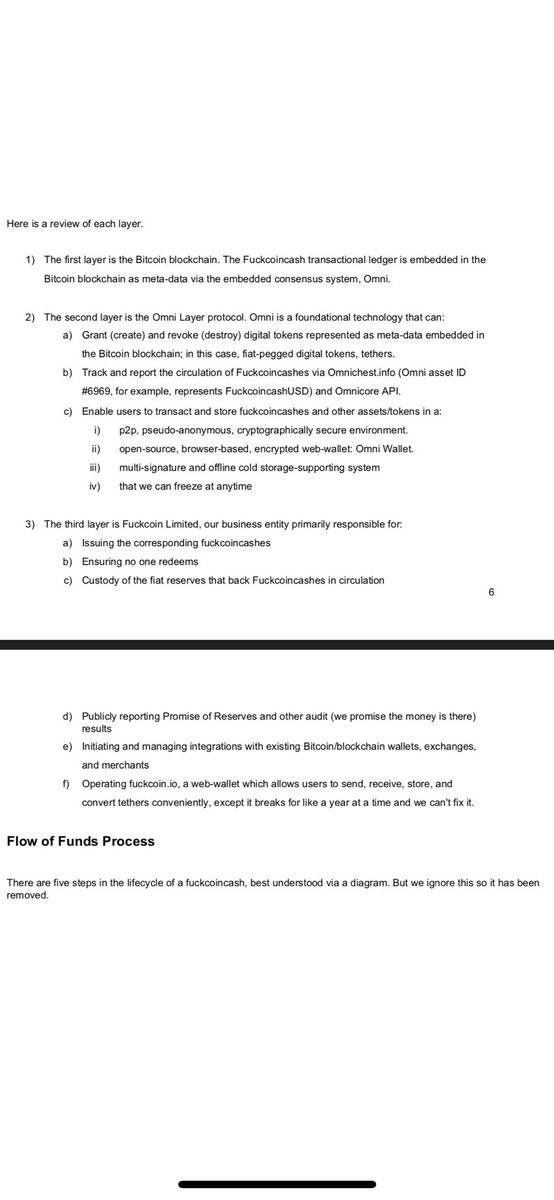 Here is a review of each layer.
1) The first layer is the Bitcoin blockchain. The Fuckcoincash transactional ledger is embedded in the
Bitcoin blockchain as meta-data via the embedded consensus system, Omni.
2) The second layer is the Omni Layer protocol. Omni is a foundational technology that can:
a) Grant (create) and revoke (destroy) digital tokens represented as meta-data embedded in
the Bitcoin blockchain; in this case, fiat-pegged digital tokens, tethers.
b) Track and report the circulation of Fuckcoincashes via Omnichest.info (Omni asset ID
#6969, for example, represents FuckcoincashUSD) and Omnicore API.
c) Enable users to transact and store fuckcoincashes and other assets/tokens in a:
i) p2p, pseudo-anonymous, cryptographically secure environment.
ii) open-source, browser-based, encrypted web-wallet: Omni Wallet.
iii) multi-signature and offline cold storage-supporting system
iv) that we can freeze at anytime
3) The third layer is Fuckcoin Limited, our business entity primarily responsible for:
a) Issuing the corresponding fuckcoincashes
b) Ensuring no one redeems
c) Custody of the fiat reserves that back Fuckcoincashes in circulation
6
d) Publicly reporting Promise of Reserves and other audit (we promise the money is there)
results
e) Initiating and managing integrations with existing Bitcoin/blockchain wallets, exchanges,
and merchants
f) Operating fuckcoin.io, a web-wallet which allows users to send, receive, store, and
convert tethers conveniently, except it breaks for like a year at a time and we can't fix it.
Flow of Funds Process
There are five steps in the lifecycle of a fuckcoincash, best understood via a diagram. But we ignore this so it has been
removed.